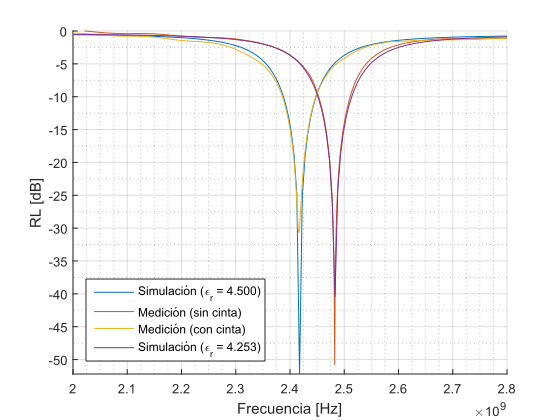 0
-5
-10
-15
-20
-25
-30
-35
-40
-45
-50
RL [dB]
Simulación (ϵr = 4.500)
Medición (sin cinta)
Medición (con cinta)
Simulación (ϵr = 4.253)
2 2.1 2.2 2.3 2.4 2.5 2.6 2.7 2.8
Frecuencia [Hz]
×10^9